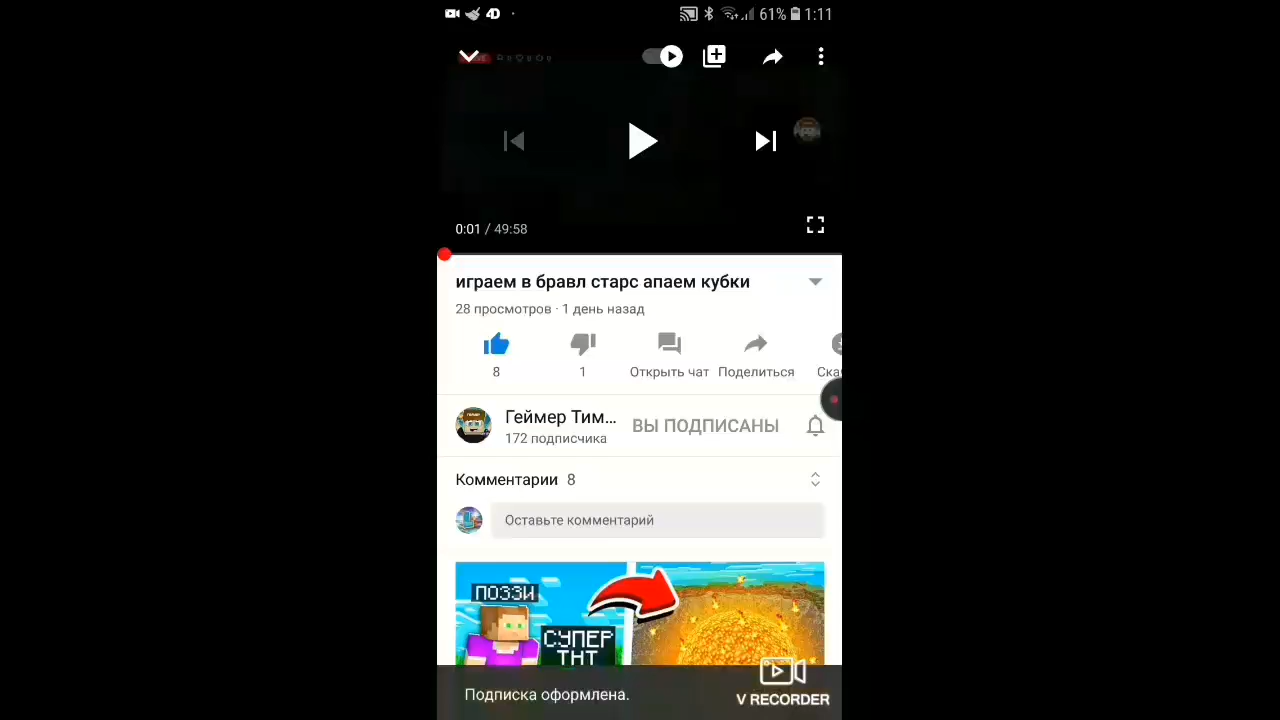 4D
61% 1:11
0:01 / 49:58
играем в бравл старс апаем кубки
28 просмотров · 1 день назад
8 1 Открыть чат Поделиться Ска
Геймер Тим... ВЫ ПОДПИСАНЫ
172 подписчика
Комментарии 8
Оставьте комментарий
ПОЗЗИ
СУПЕР
ТНТ
Подписка оформлена.
V RECORDER